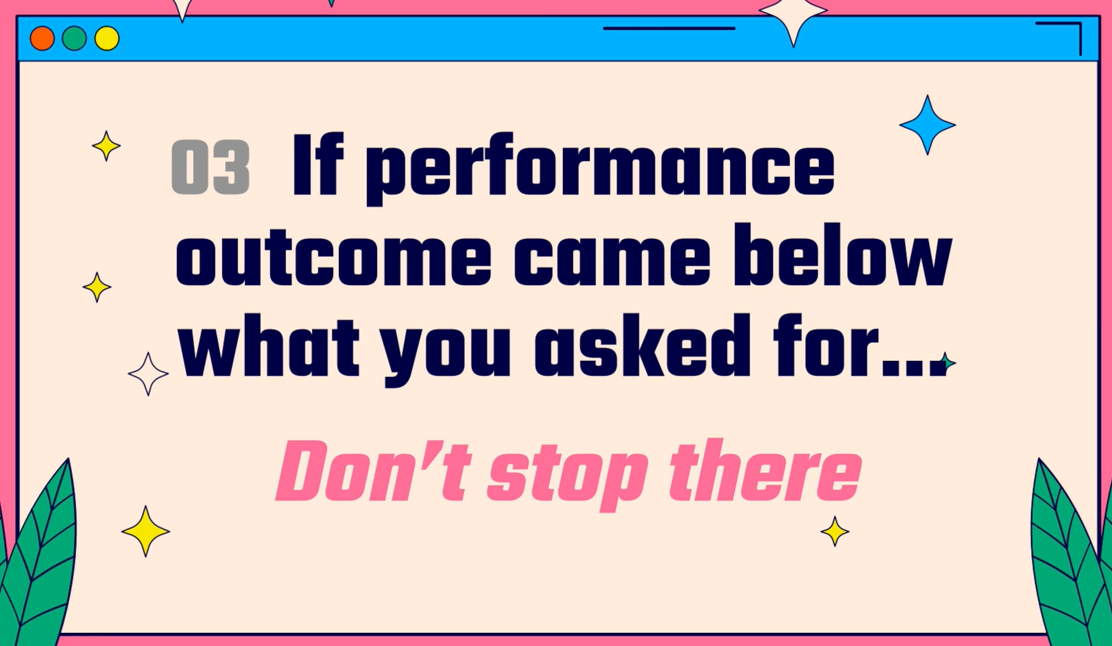 03 If performance
outcome came below
what you asked for...
Don’t stop there